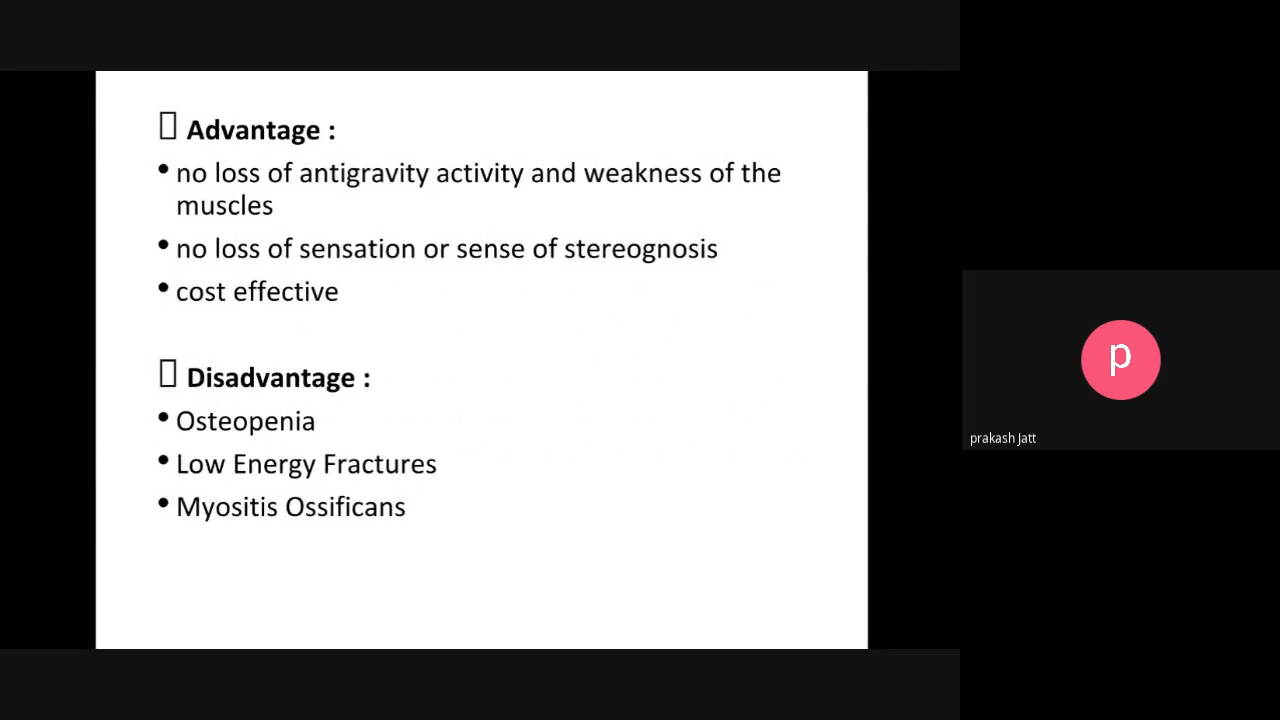 Advantage :
• no loss of antigravity activity and weakness of the
muscles
• no loss of sensation or sense of stereognosis
• cost effective
Disadvantage :
• Osteopenia
• Low Energy Fractures
• Myositis Ossificans
p
prakash Jatt